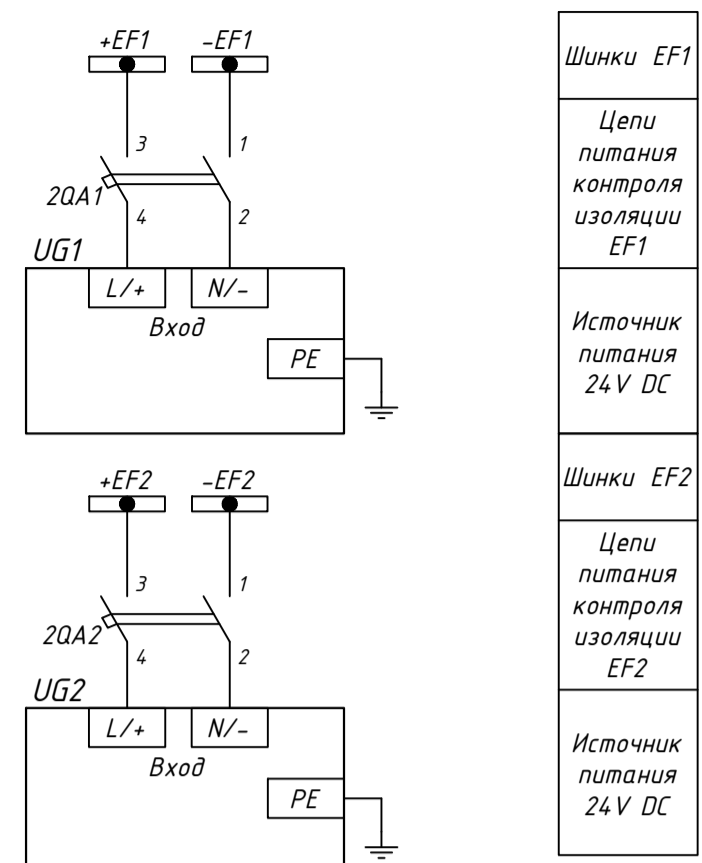 +EF1 -EF1
3 1
2QA1
4 2
UG1
L/+ N/-
Вход
PE
+EF2 -EF2
3 1
2QA2
4 2
UG2
L/+ N/-
Вход
PE
Шинки EF1
Цепи
питания
контроля
изоляции
EF1
Источник
питания
24V DC
Шинки EF2
Цепи
питания
контроля
изоляции
EF2
Источник
питания
24V DC